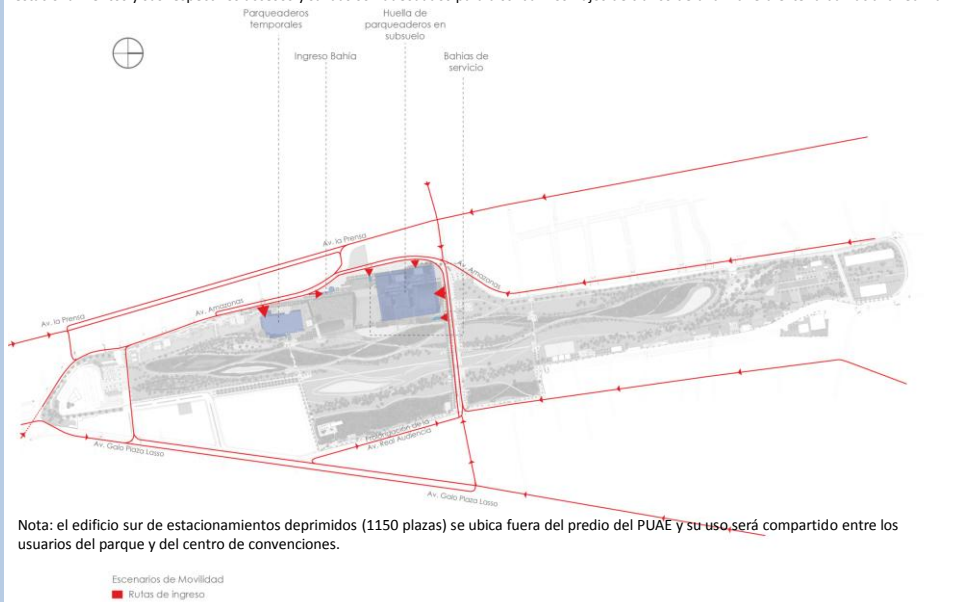 Parqueaderos
temporales
Huella de
parqueaderos en
subsuelo
Ingreso Bahía
Bahías de
servicio
Av. la Prensa
Av. Amazonas
Av. Amazonas
Av. la Prensa
Av. Real Audiencia
Av. Galo Plaza Lasso
Av. Galo Plaza Lasso
Nota: el edificio sur de estacionamientos deprimidos (1150 plazas) se ubica fuera del predio del PUAE y su uso será compartido entre los
usuarios del parque y del centro de convenciones.
Escenarios de Movilidad
Rutas de ingreso